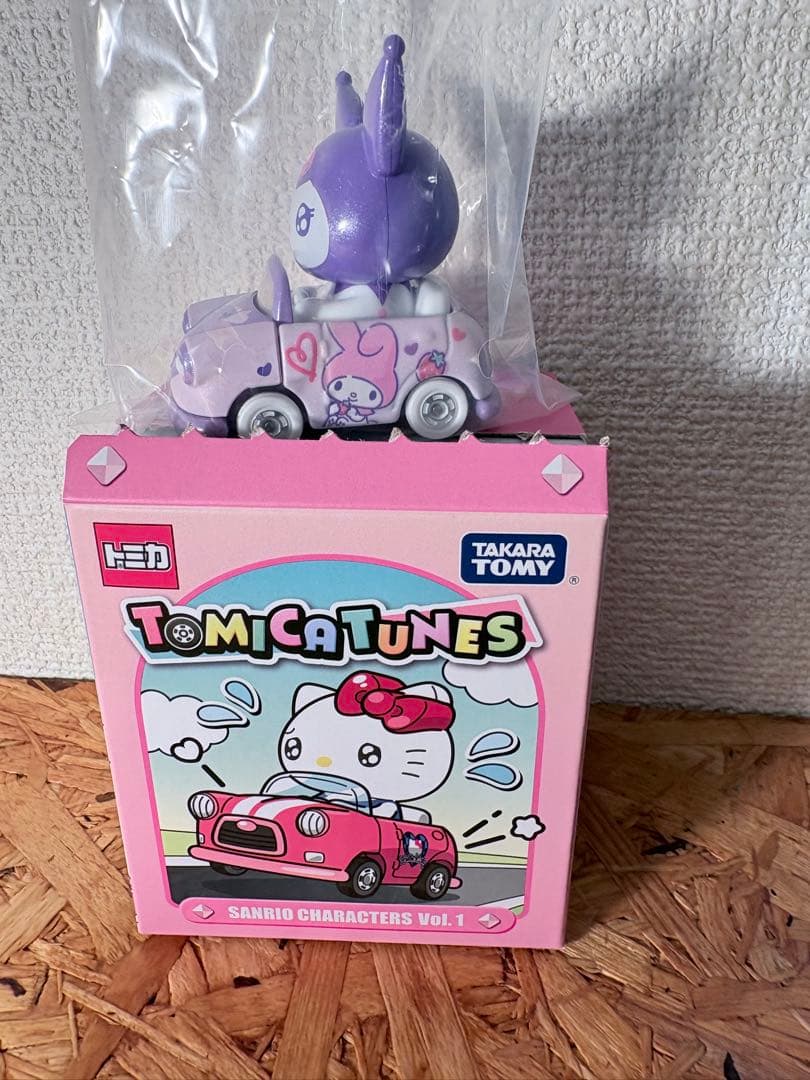 トミカ
TAKARA
TOMY
®
TOMICATUNES
SANRIO CHARACTERS Vol. 1